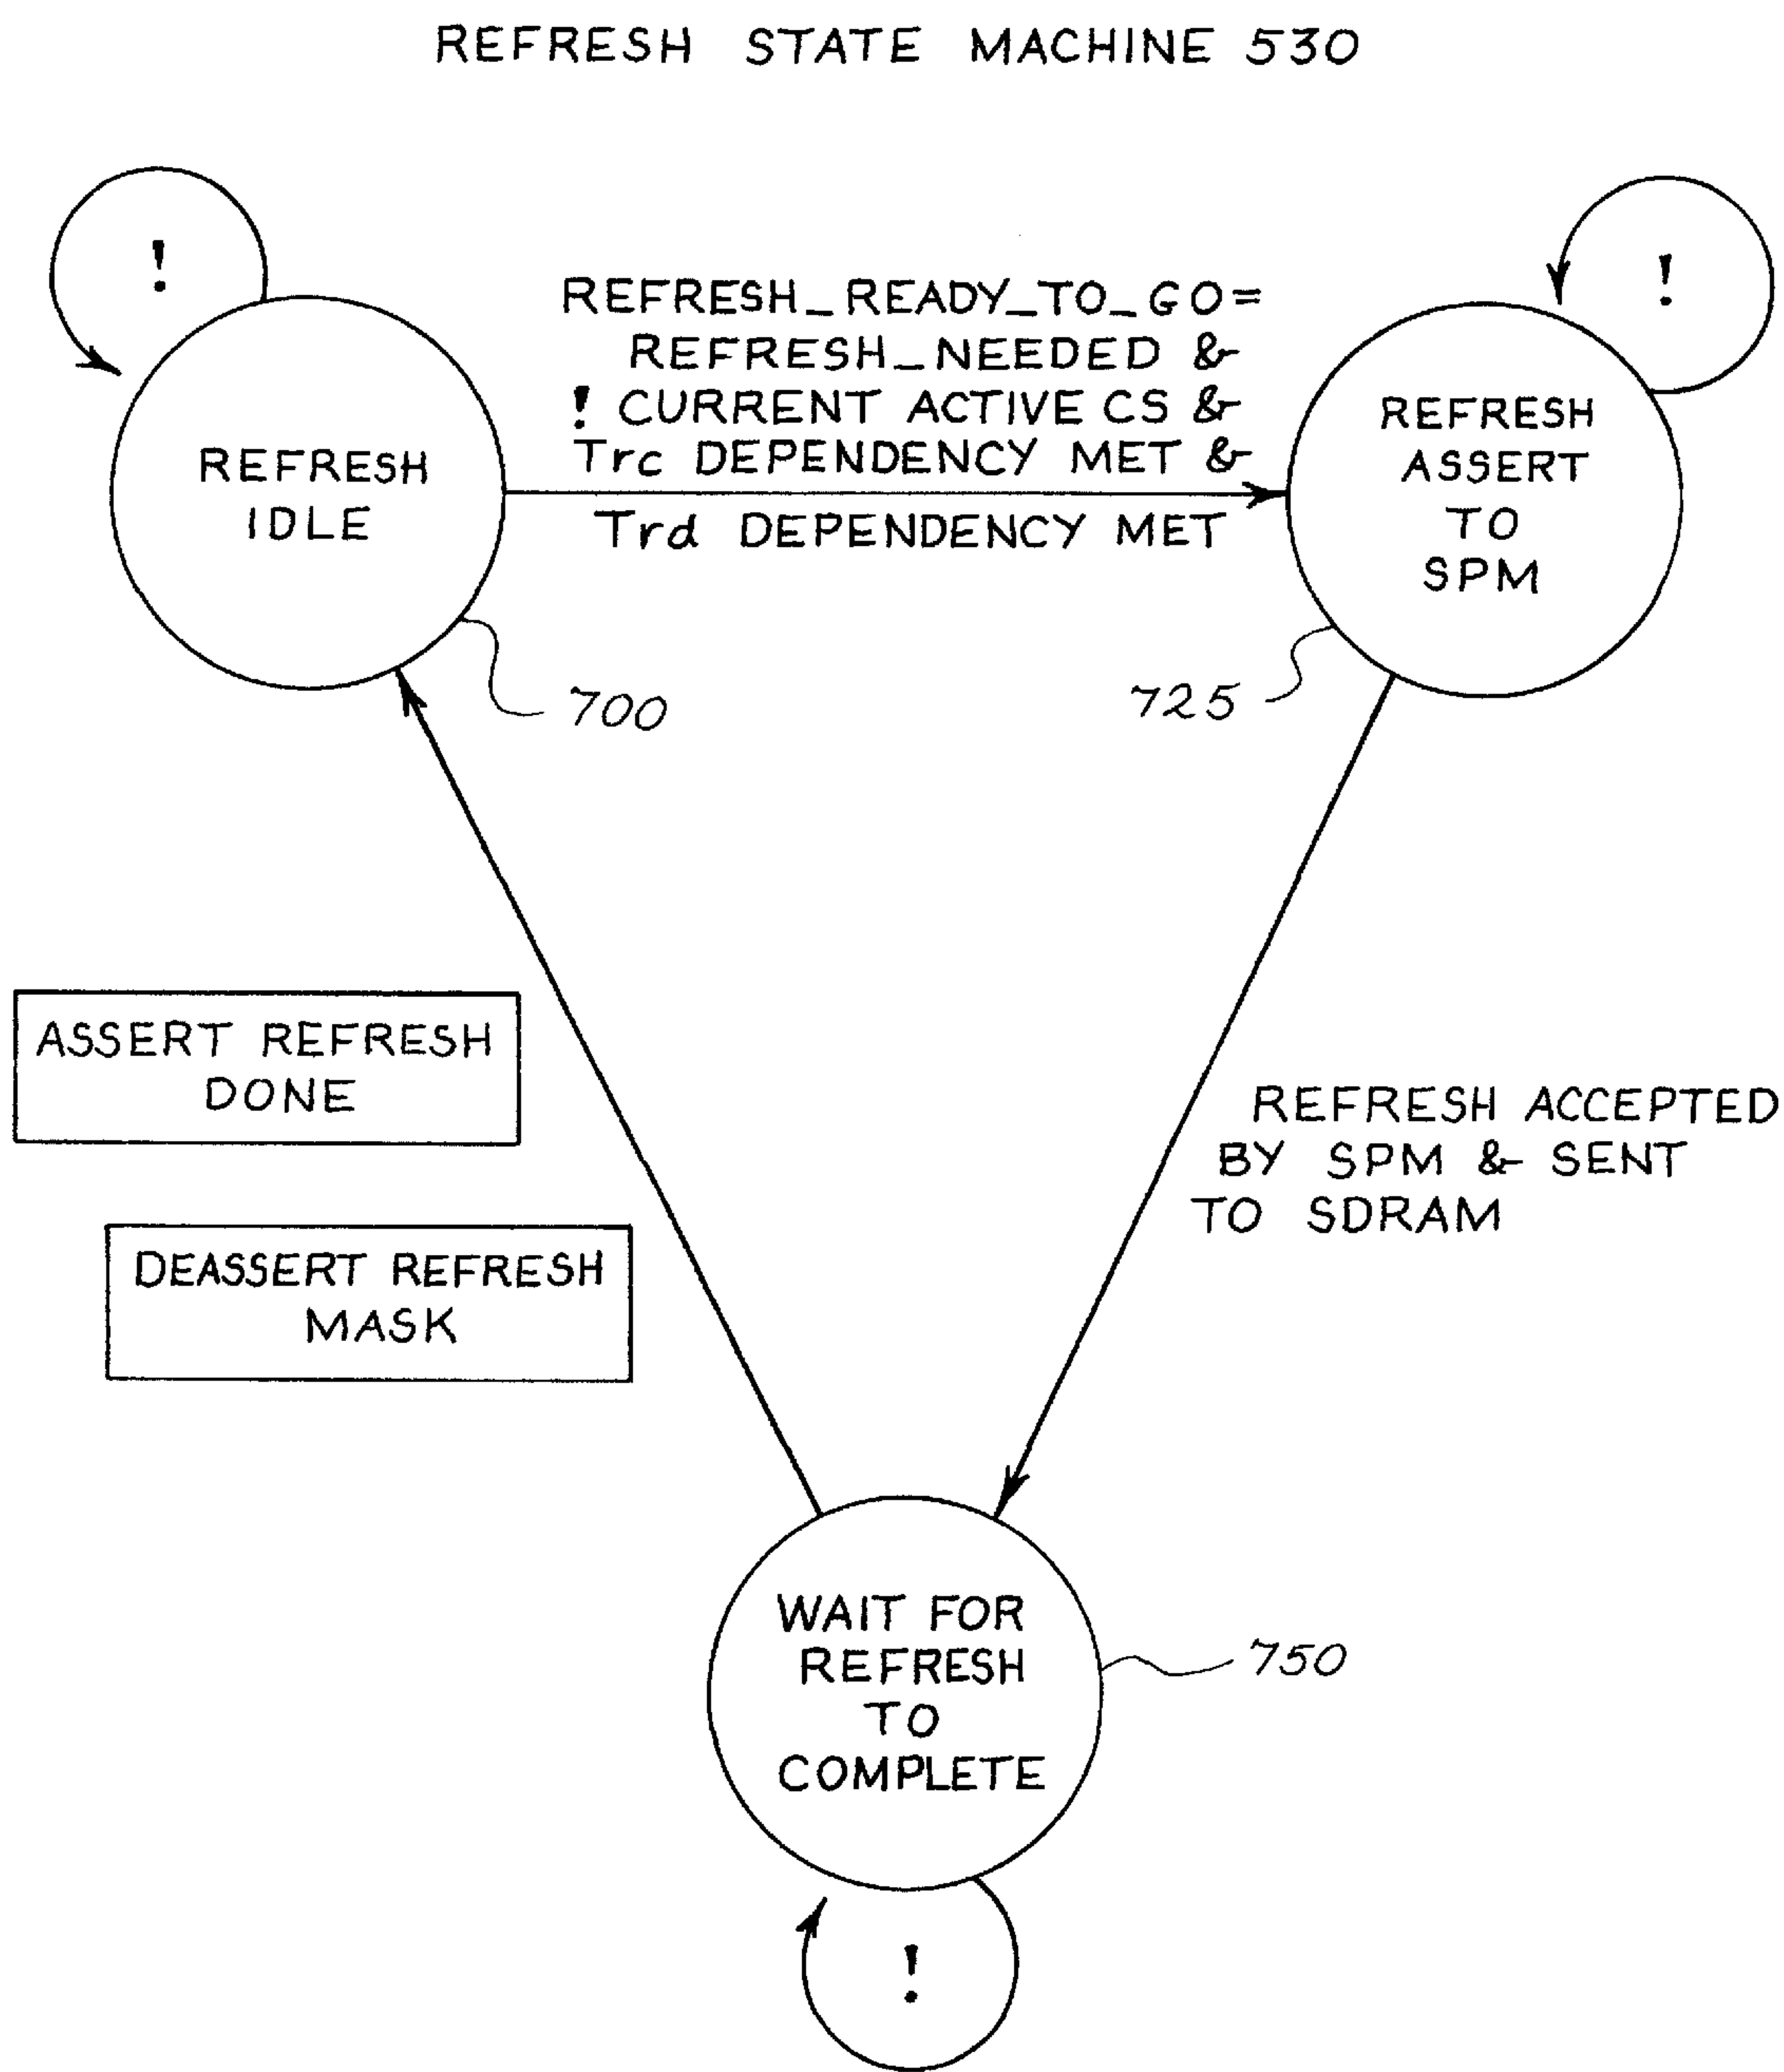 REFRESH STATE MACHINE 530
!
!
REFRESH_READY_TO_GO=
REFRESH_NEEDED &
! CURRENT ACTIVE CS &
Trc DEPENDENCY MET &
Trd DEPENDENCY MET
REFRESH
IDLE
REFRESH
ASSERT
TO
SPM
700
725
ASSERT REFRESH
DONE
DEASSERT REFRESH
MASK
REFRESH ACCEPTED
BY SPM & SENT
TO SDRAM
WAIT FOR
REFRESH
TO
COMPLETE
750
!